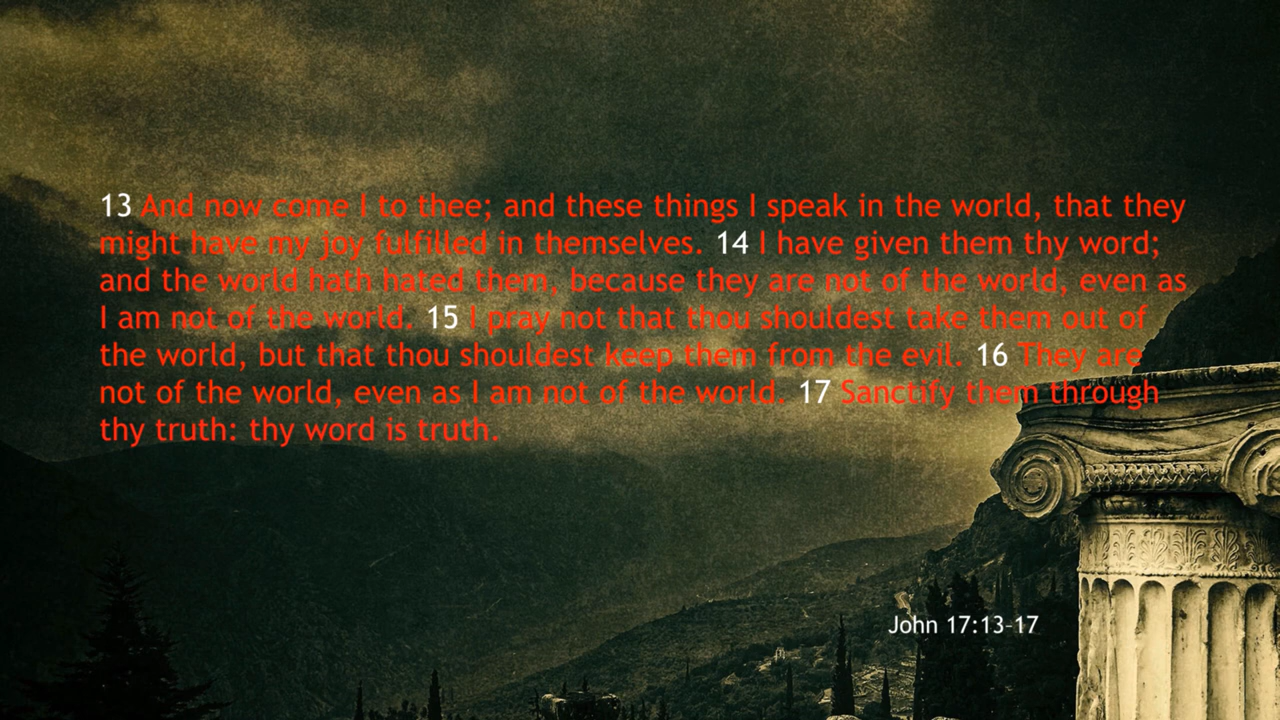 13 And now come I to thee; and these things I speak in the world, that they
might have my joy fulfilled in themselves. 14 I have given them thy word;
and the world hath hated them, because they are not of the world, even as
I am not of the world. 15 I pray not that thou shouldest take them out of
the world, but that thou shouldest keep them from the evil. 16 They are
not of the world, even as I am not of the world. 17 Sanctify them through
thy truth: thy word is truth.
John 17:13-17